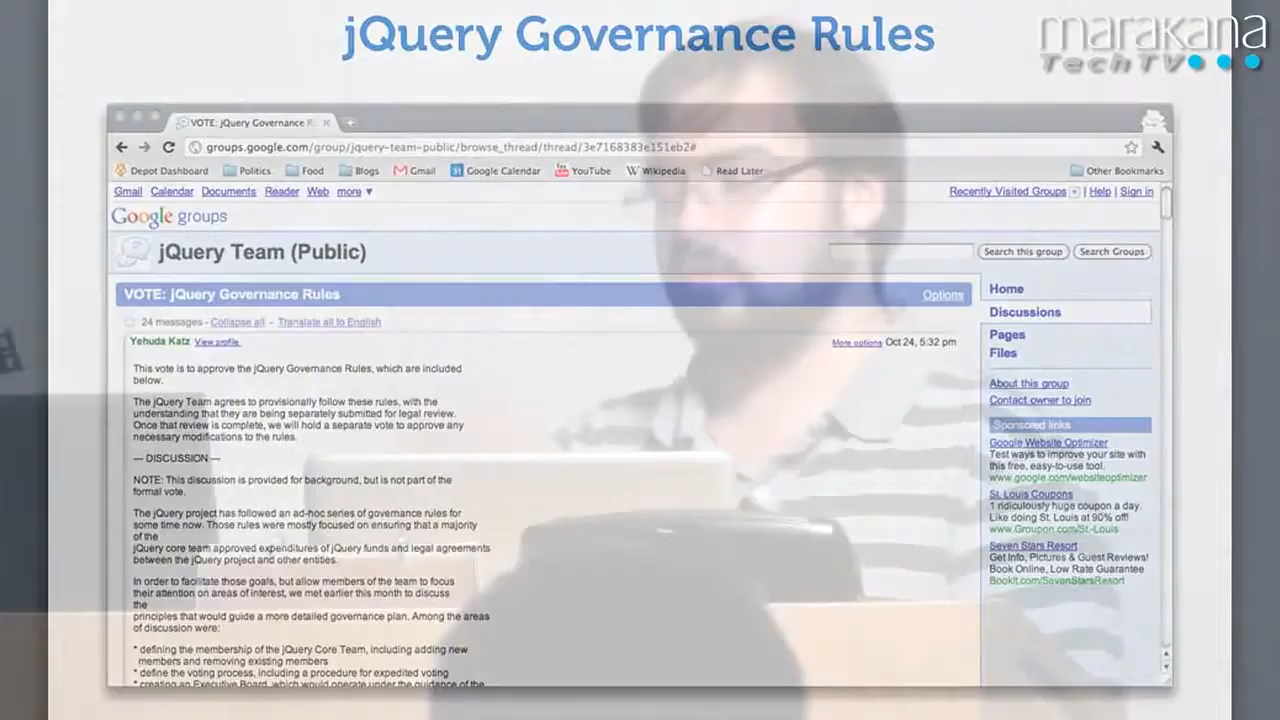 jQuery Governance Rules
marakana
TechTV
VOTE: jQuery Governance R
groups.google.com/group/jquery-team-public/browse_thread/thread/3e7168383e151eb2#
Depot Dashboard Politics Food Blogs Gmail Google Calendar YouTube Wikipedia Read Later Other Bookmarks
Gmail Calendar Documents Reader Web more ▼ Recently Visited Groups | Help | Sign in
Google groups
jQuery Team (Public)
Search this group Search Groups
VOTE: jQuery Governance Rules Options
24 messages - Collapse all - Translate all to English
Yehuda Katz View profile More options Oct 24, 5:32 pm
This vote is to approve the jQuery Governance Rules, which are included
below.
The jQuery Team agrees to provisionally follow these rules, with the
understanding that they are being separately submitted for legal review.
Once that review is complete, we will hold a separate vote to approve any
necessary modifications to the rules.
— DISCUSSION —
NOTE: This discussion is provided for background, but is not part of the
formal vote.
The jQuery project has followed an ad-hoc series of governance rules for
some time now. Those rules were mostly focused on ensuring that a majority
of the
jQuery core team approved expenditures of jQuery funds and legal agreements
between the jQuery project and other entities.
In order to facilitate those goals, but allow members of the team to focus
their attention on areas of interest, we met earlier this month to discuss
the
principles that would guide a more detailed governance plan. Among the areas
of discussion were:
* defining the membership of the jQuery Core Team, including adding new
members and removing existing members
* define the voting process, including a procedure for expedited voting
* creating an Executive Board, which would operate under the guidance of the
Home
Discussions
Pages
Files
About this group
Contact owner to join
Sponsored links
Google Website Optimizer
Test ways to improve your site with
this free, easy-to-use tool.
www.google.com/websiteoptimizer
St. Louis Coupons
1 ridiculously huge coupon a day.
Like doing St. Louis at 90% off!
www.Groupon.com/St.-Louis
Seven Stars Resort
Get Info, Pictures & Guest Reviews!
Book Online, Low Rate Guarantee
BookIt.com/SevenStarsResort